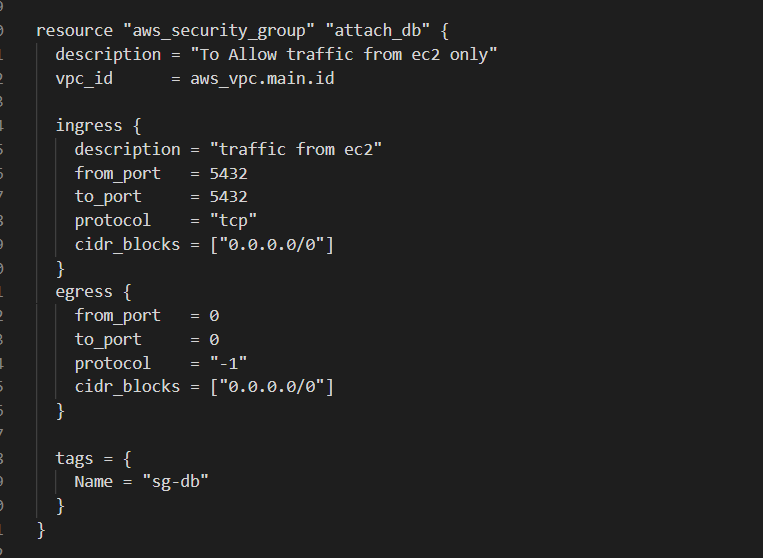 resource "aws_security_group" "attach_db" {
  description = "To Allow traffic from ec2 only"
  vpc_id      = aws_vpc.main.id

  ingress {
    description = "traffic from ec2"
    from_port   = 5432
    to_port     = 5432
    protocol    = "tcp"
    cidr_blocks = ["0.0.0.0/0"]
  }
  egress {
    from_port   = 0
    to_port     = 0
    protocol    = "-1"
    cidr_blocks = ["0.0.0.0/0"]
  }

  tags = {
    Name = "sg-db"
  }
}